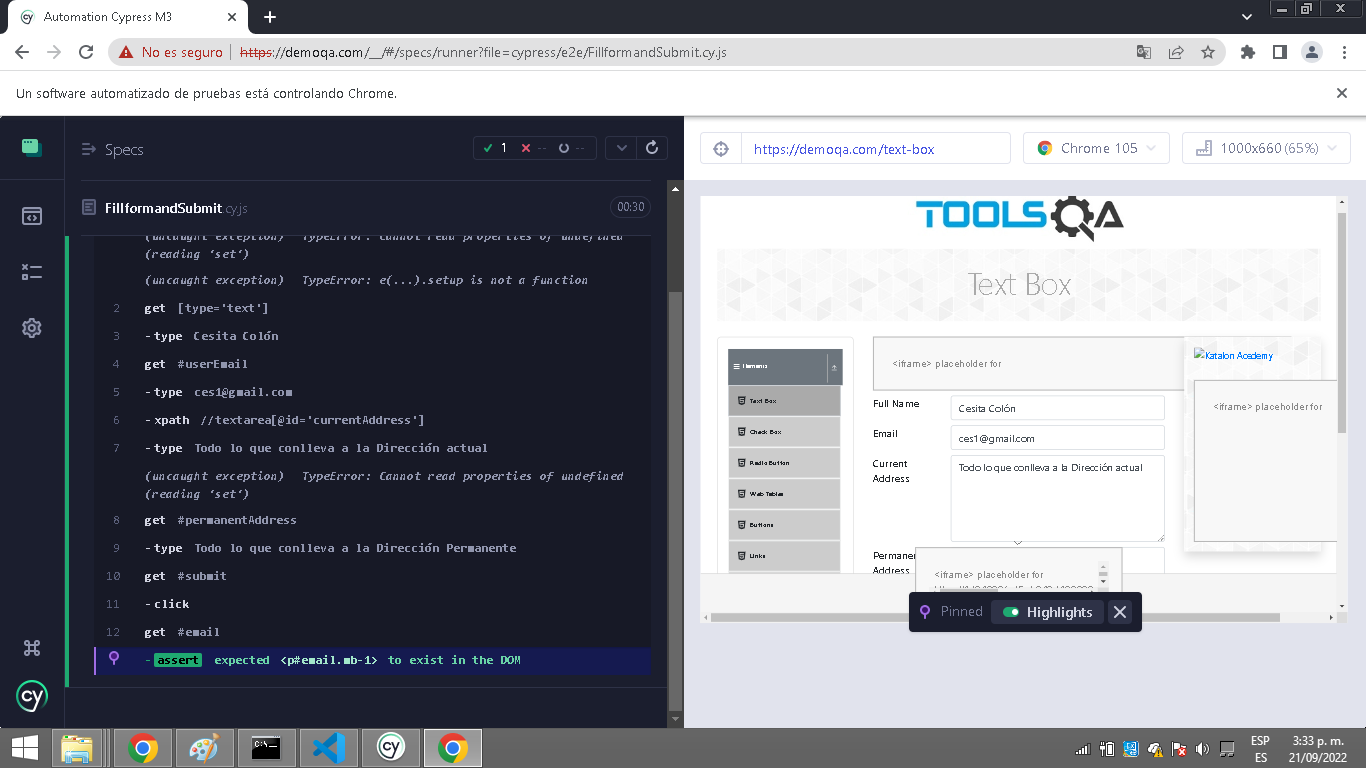 Automation Cypress M3
No es seguro
https://demoqa.com/__/#/specs/runner?file=cypress/e2e/FillformandSubmit.cy.js
Un software automatizado de pruebas está controlando Chrome.
Specs
1
--
--
FillformandSubmit cy.js
00:30
(uncaught exception) TypeError: Cannot read properties of undefined
(reading 'set')
(uncaught exception) TypeError: e(...).setup is not a function
2 get [type='text']
3 -type Cesita Colón
4 get #userEmail
5 -type ces1@gmail.com
6 -xpath //textarea[@id='currentAddress']
7 -type Todo lo que conlleva a la Dirección actual
(uncaught exception) TypeError: Cannot read properties of undefined
(reading 'set')
8 get #permanentAddress
9 -type Todo lo que conlleva a la Dirección Permanente
10 get #submit
11 -click
12 get #email
-assert expected <p#email.mb-1> to exist in the DOM
cy
https://demoqa.com/text-box
Chrome 105
1000x660 (65%)
TOOLSQA
Text Box
Elements
Text Box
Check Box
Radio Button
Web Tables
Buttons
Links
<iframe> placeholder for
Full Name
Cesita Colón
Email
ces1@gmail.com
Current
Address
Todo lo que conlleva a la Dirección actual
Permanen
Address
<iframe> placeholder for
Katalon Academy
<iframe> placeholder for
Pinned
Highlights
C:\_
cy
ESP
ES
3:33 p. m.
21/09/2022